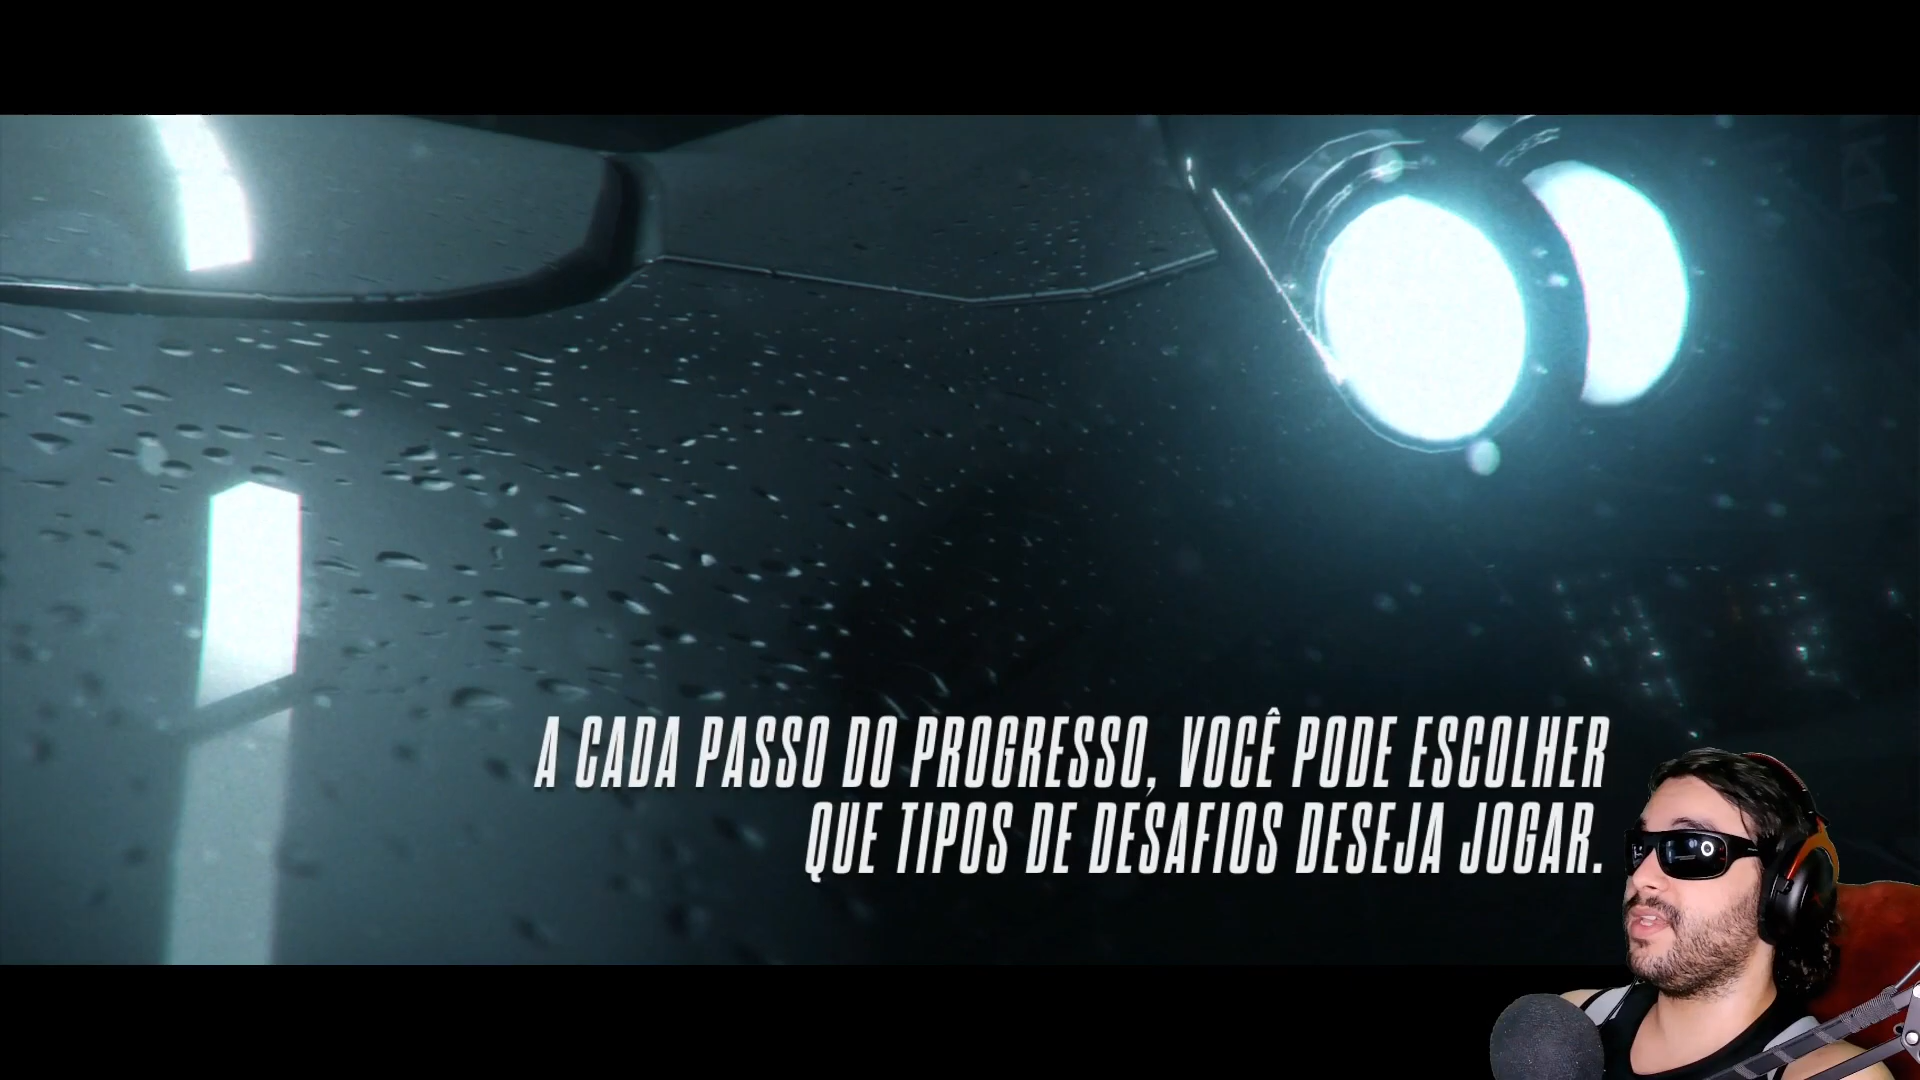 A CADA PASSO DO PROGRESSO, VOCÊ PODE ESCOLHER
QUE TIPOS DE DESAFIOS DESEJA JOGAR.